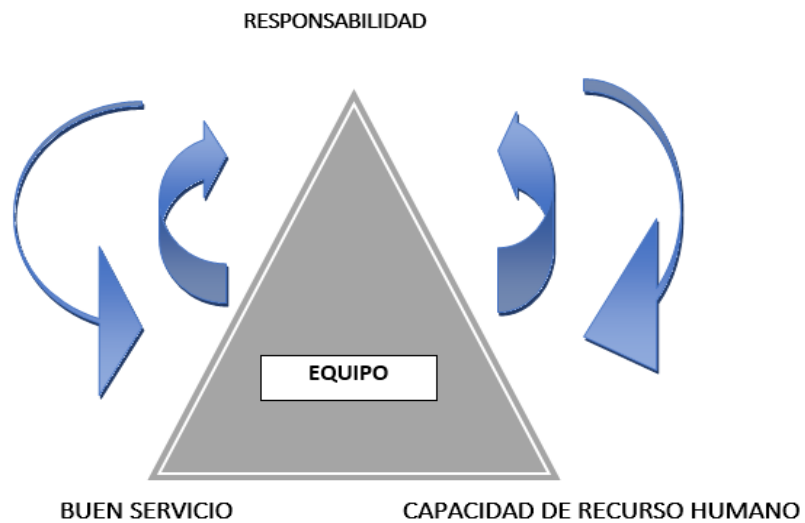 RESPONSABILIDAD
EQUIPO
BUEN SERVICIO
CAPACIDAD DE RECURSO HUMANO